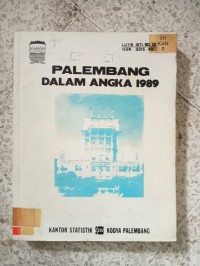 PALEMBANG
DALAM ANGKA 1989
KANTOR STATISTIK
KODYA PALEMBANG